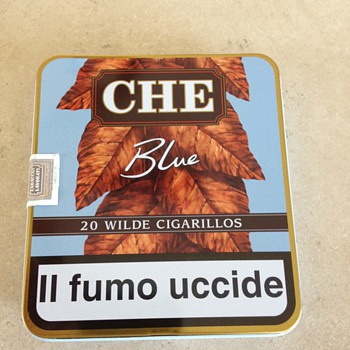 CHE
Blue
20 WILDE CIGARILLOS
Il fumo uccide